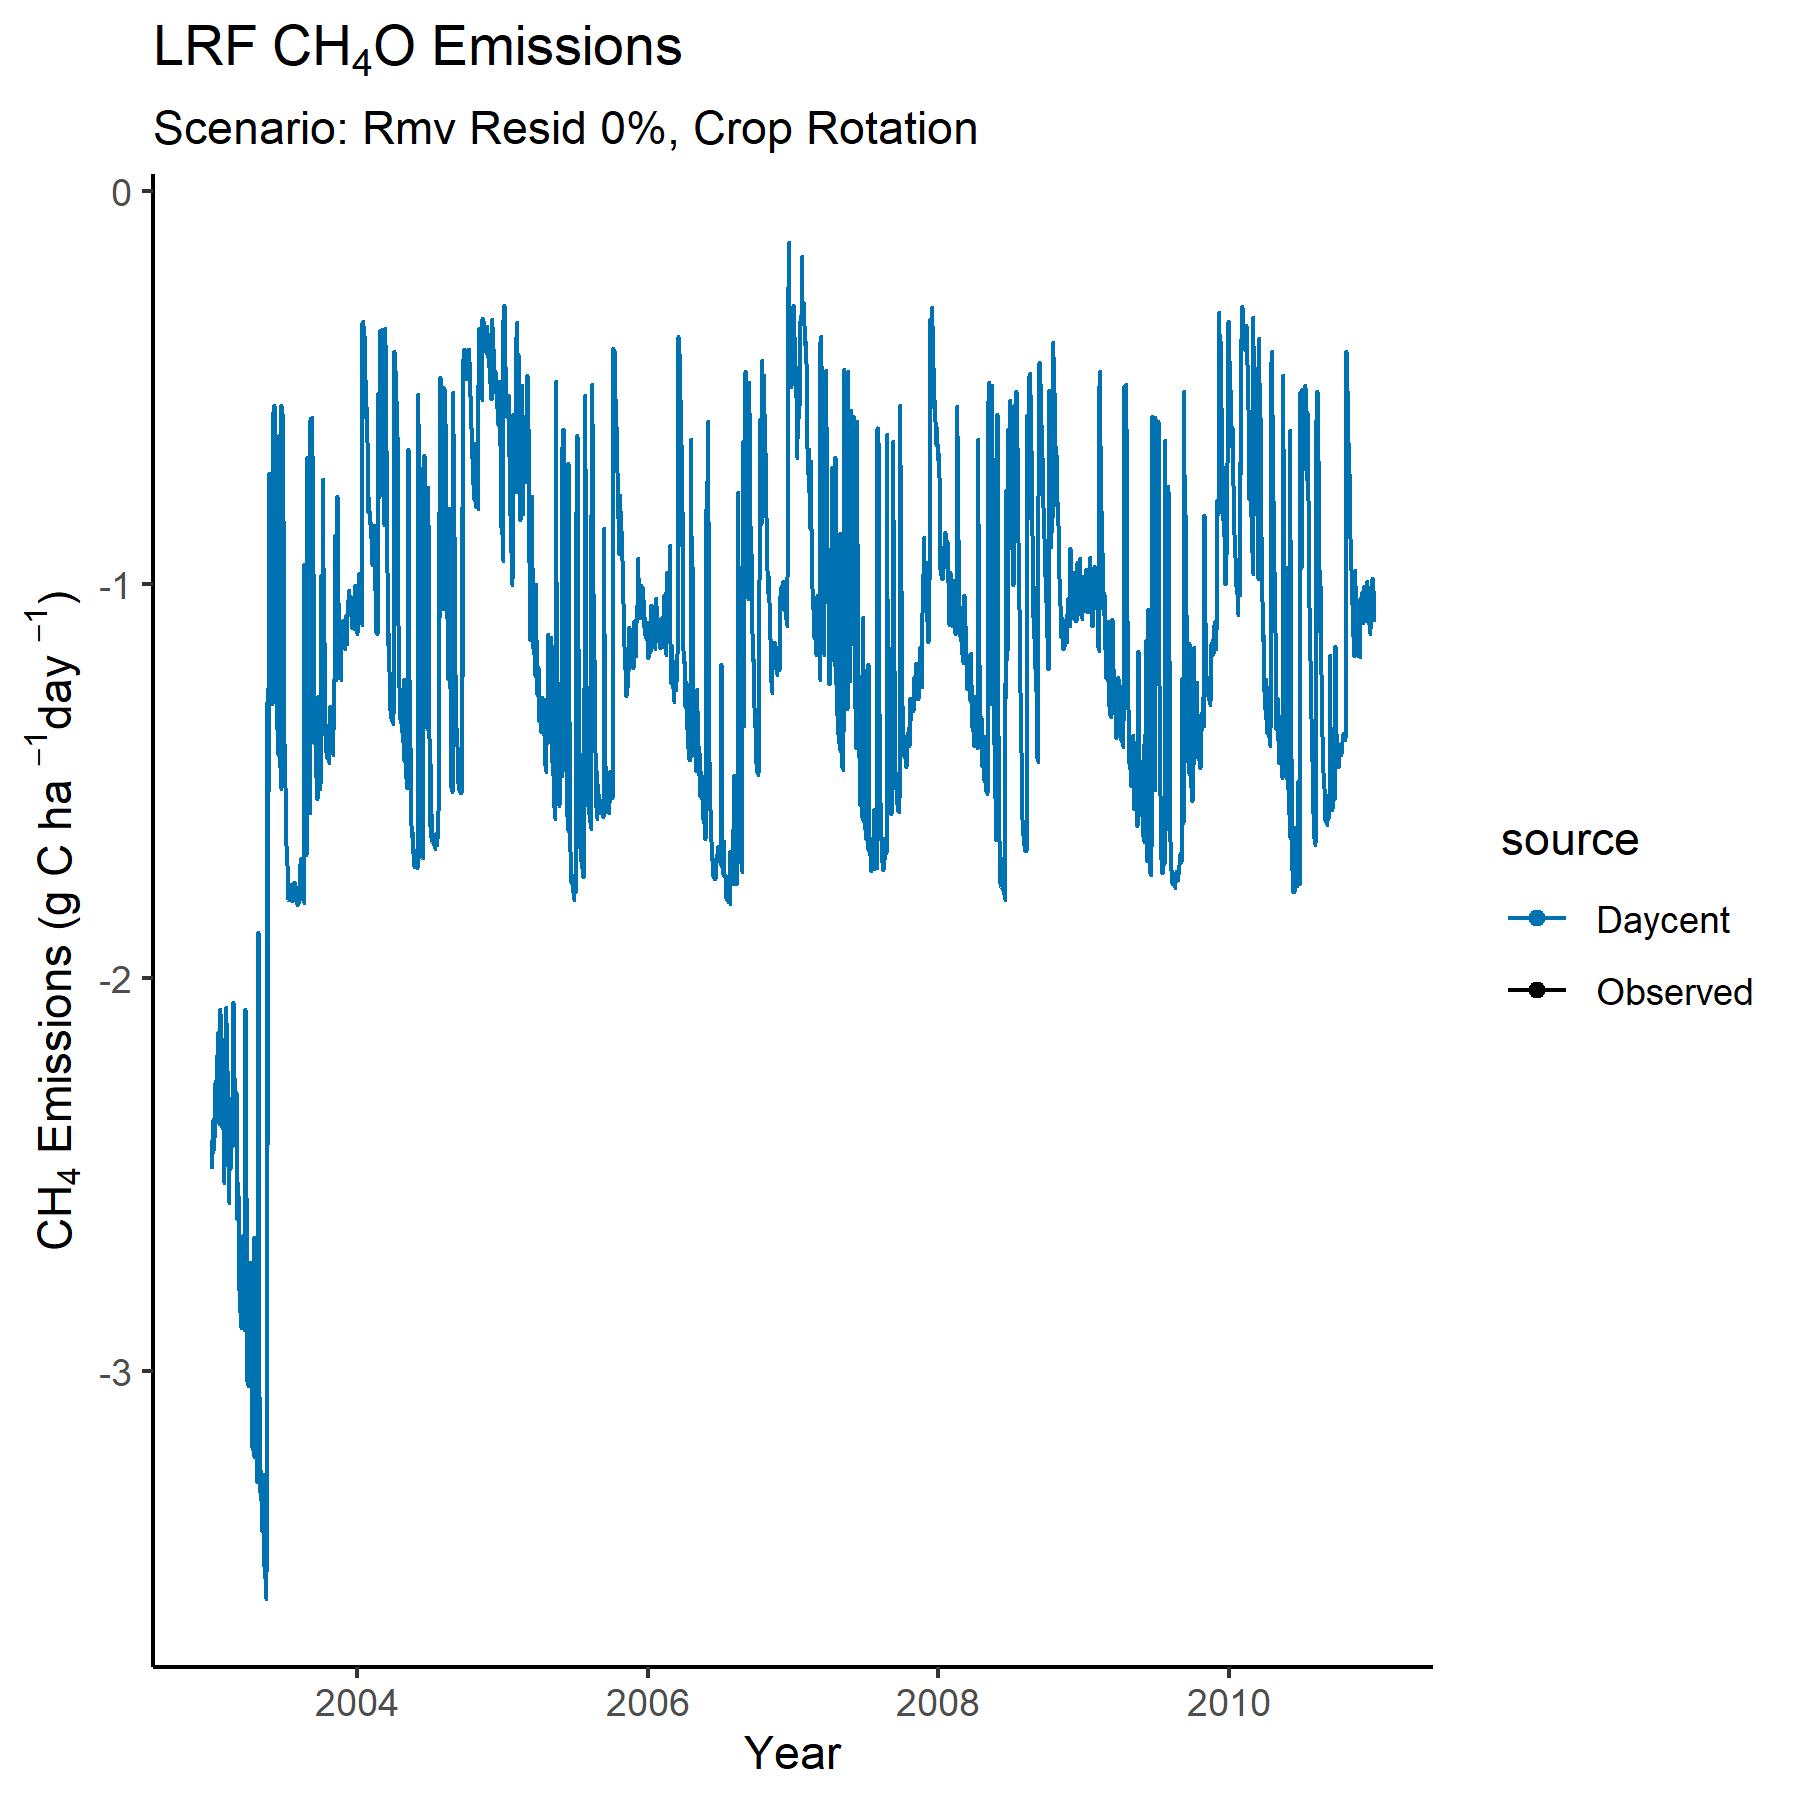 LRF CH₄O Emissions
Scenario: Rmv Resid 0%, Crop Rotation
CH₄ Emissions (g C ha ⁻¹day ⁻¹)
0
-1
-2
-3
2004 2006 2008 2010
Year
source
Daycent
Observed